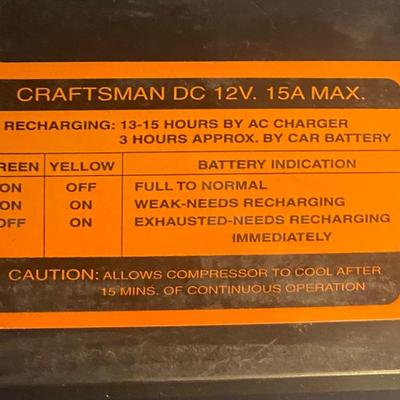 CRAFTSMAN DC 12V. 15A MAX.
RECHARGING: 13-15 HOURS BY AC CHARGER
3 HOURS APPROX. BY CAR BATTERY
REEN YELLOW BATTERY INDICATION
ON OFF FULL TO NORMAL
ON ON WEAK-NEEDS RECHARGING
OFF ON EXHAUSTED-NEEDS RECHARGING
IMMEDIATELY
CAUTION: ALLOWS COMPRESSOR TO COOL AFTER
15 MINS. OF CONTINUOUS OPERATION